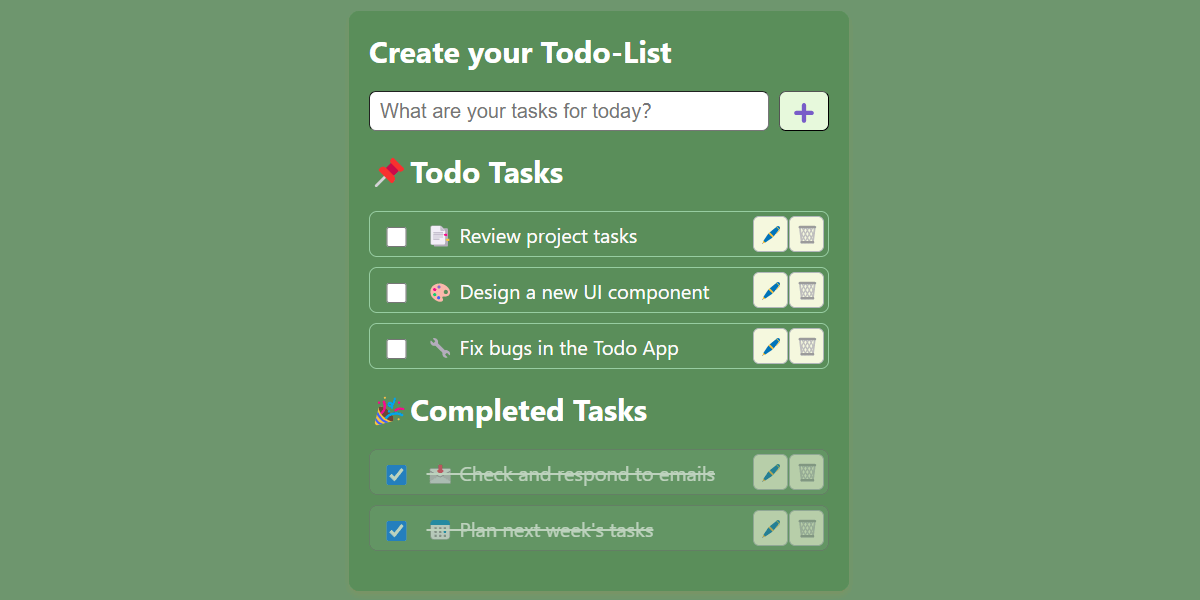 Create your Todo-List
What are your tasks for today?
📌 Todo Tasks
📑 Review project tasks
🎨 Design a new UI component
🔧 Fix bugs in the Todo App
🎉 Completed Tasks
📩 Check and respond to emails
📅 Plan next week's tasks